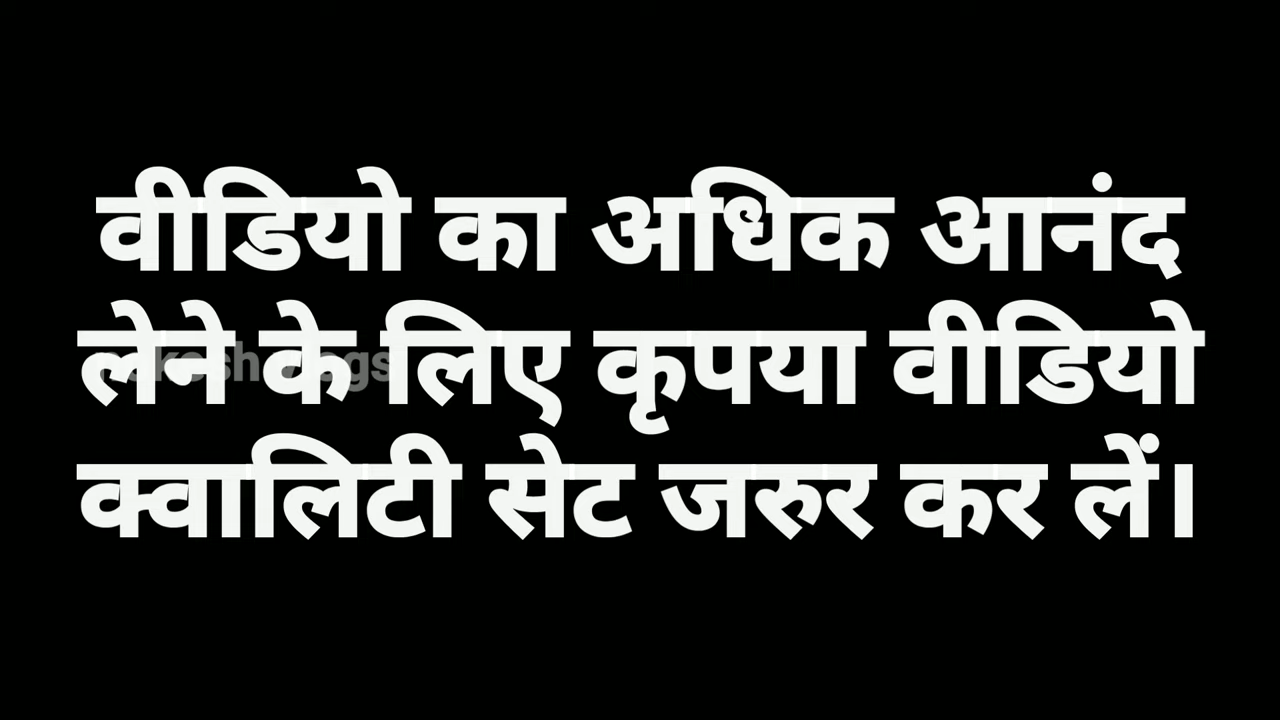 वीडियो का अधिक आनंद
लेने के लिए कृपया वीडियो
क्वालिटी सेट जरुर कर लें।